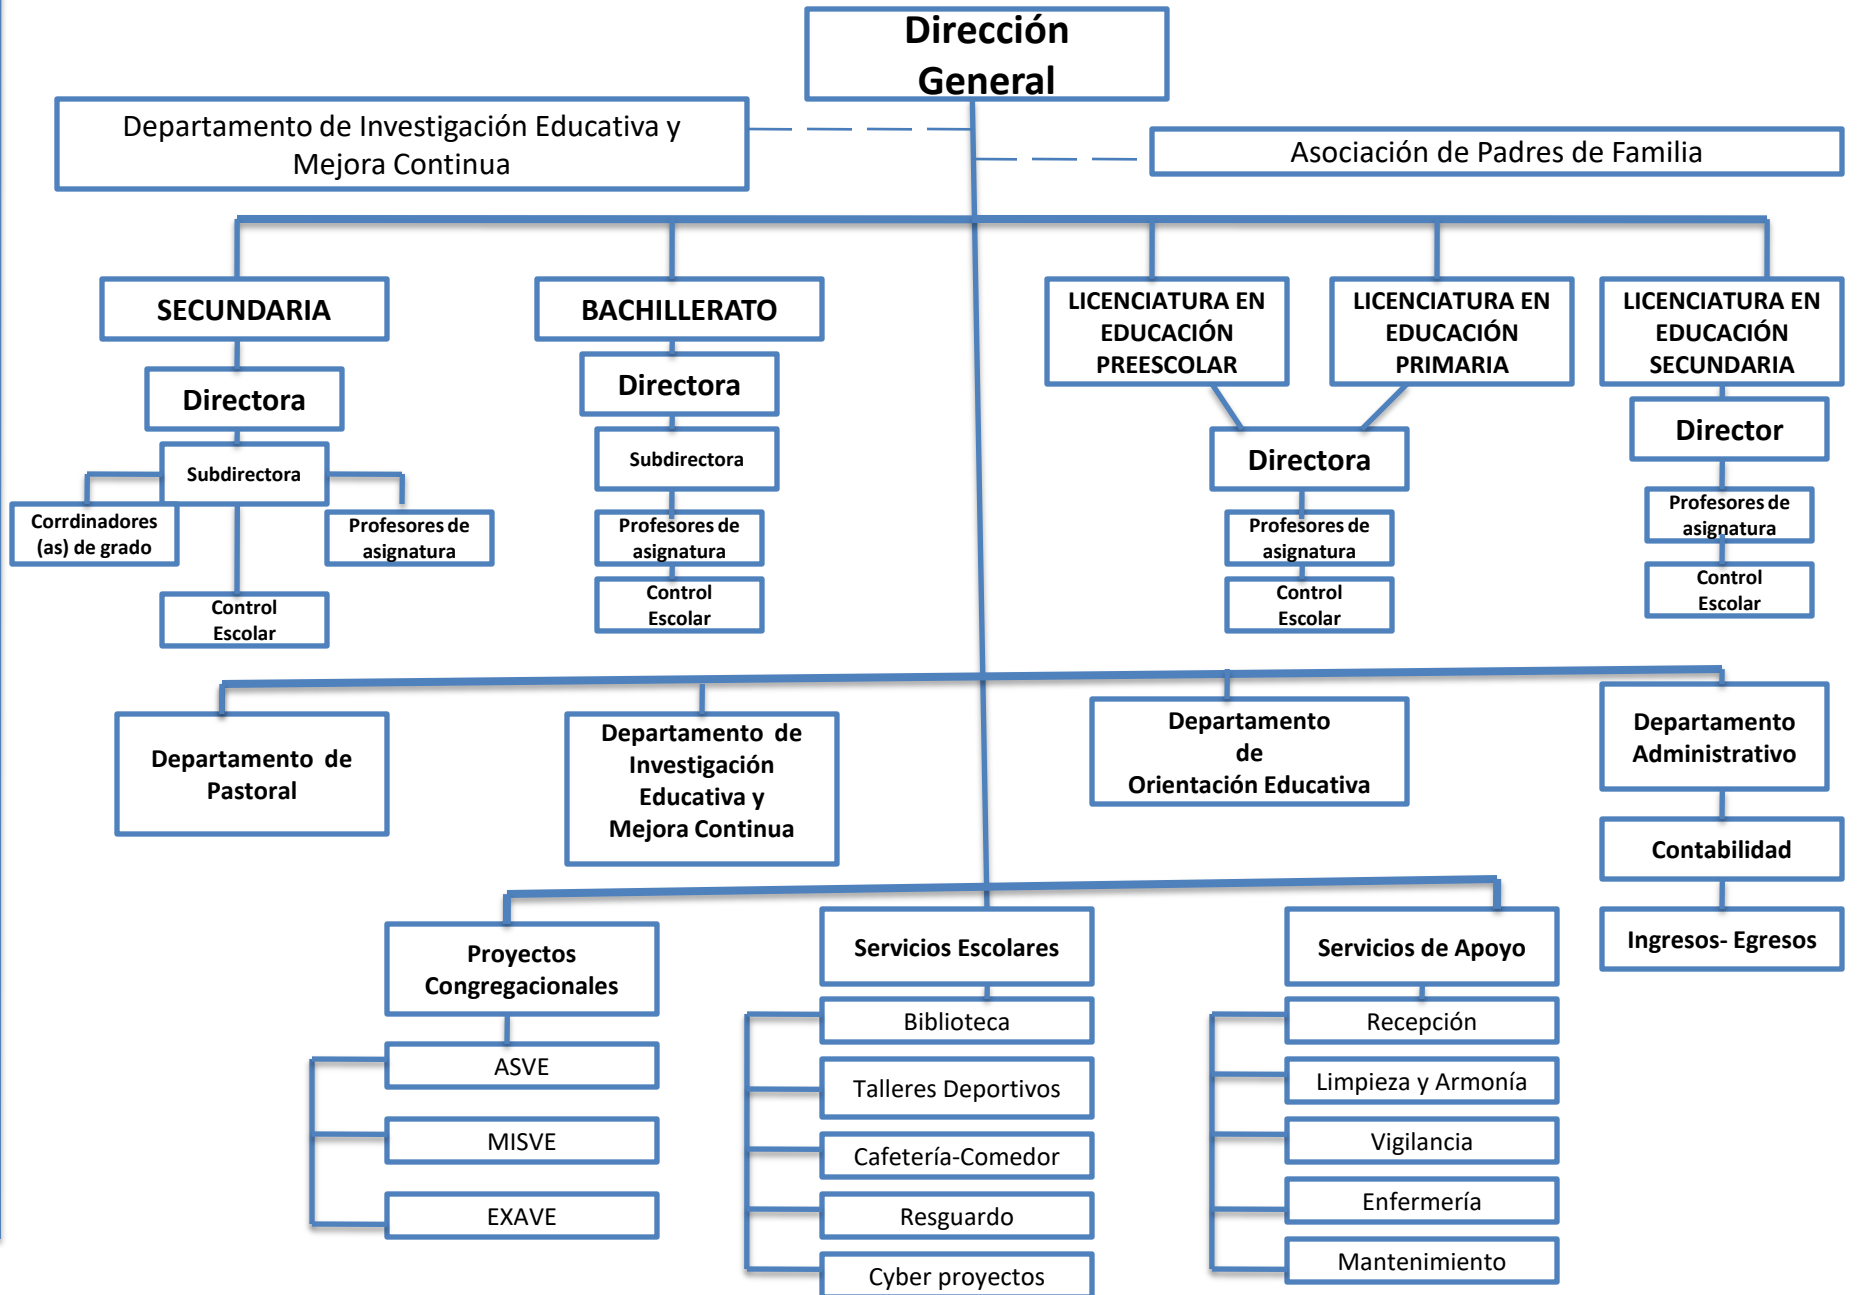 Dirección
General
Departamento de Investigación Educativa y
Mejora Continua
Asociación de Padres de Familia
SECUNDARIA
Directora
Subdirectora
Corrdinadores
(as) de grado
Profesores de
asignatura
Control
Escolar
BACHILLERATO
Directora
Subdirectora
Profesores de
asignatura
Control
Escolar
LICENCIATURA EN
EDUCACIÓN
PREESCOLAR
LICENCIATURA EN
EDUCACIÓN
PRIMARIA
Directora
Profesores de
asignatura
Control
Escolar
LICENCIATURA EN
EDUCACIÓN
SECUNDARIA
Director
Profesores de
asignatura
Control
Escolar
Departamento de
Pastoral
Departamento de
Investigación
Educativa y
Mejora Continua
Departamento
de
Orientación Educativa
Departamento
Administrativo
Contabilidad
Ingresos- Egresos
Proyectos
Congregacionales
ASVE
MISVE
EXAVE
Servicios Escolares
Biblioteca
Talleres Deportivos
Cafetería-Comedor
Resguardo
Cyber proyectos
Servicios de Apoyo
Recepción
Limpieza y Armonía
Vigilancia
Enfermería
Mantenimiento